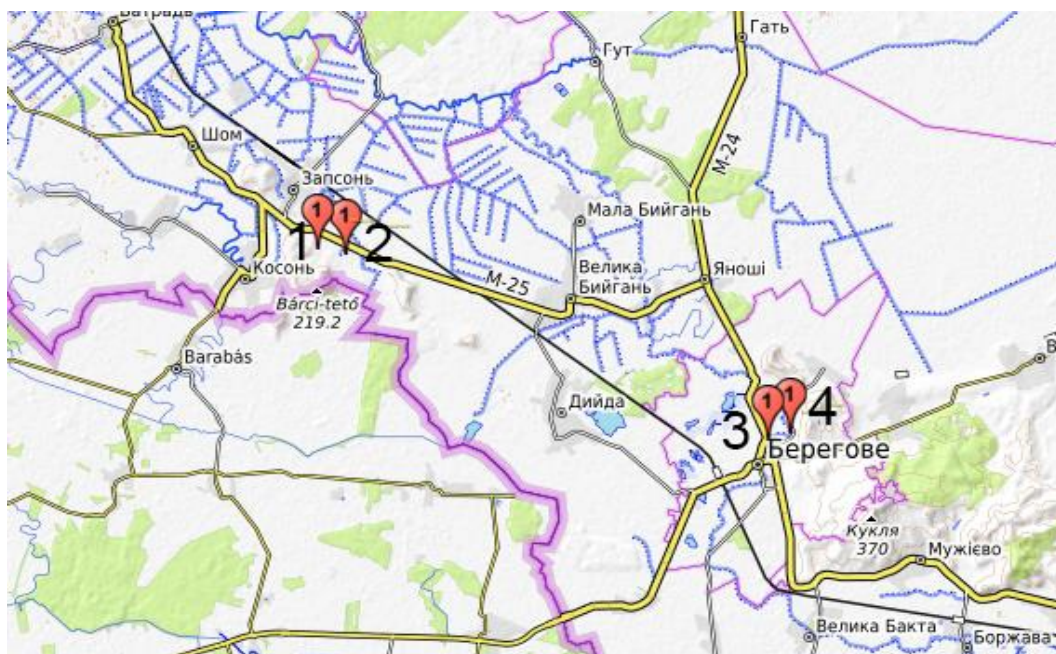 Батрадь
Гать
Гут
Шом
M-24
Запсонь
Мала Бийгань
1
1
1
2
Косонь
M-25
Велика
Бийгань
Яноші
Bárci-tető
219.2
Barabás
Дийда
1
1
3
4
Берегове
Кукля
370
Мужієво
Велика Бакта
Боржава